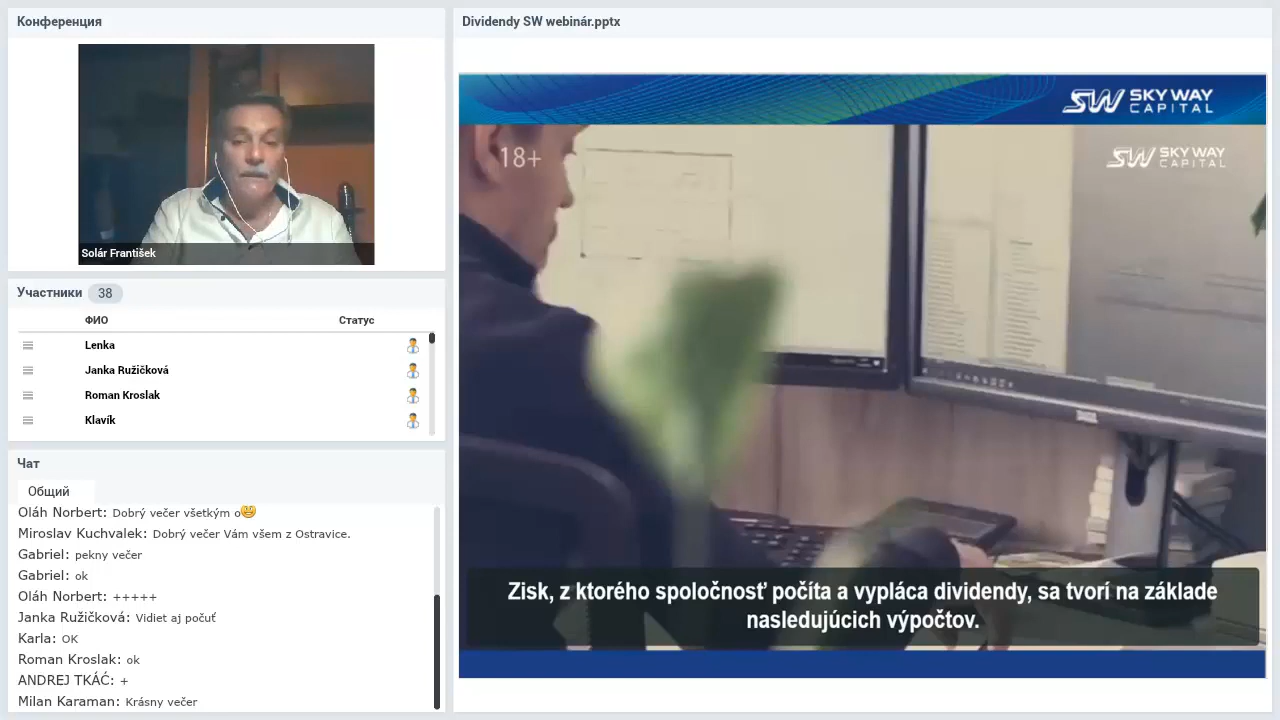 Конференция
Solár František
Участники 38
ФИО Статус
Lenka
Janka Ružičková
Roman Kroslak
Klavík
Чат
Общий
Oláh Norbert: Dobrý večer všetkým o
Miroslav Kuchvalek: Dobrý večer Vám všem z Ostravice.
Gabriel: pekny večer
Gabriel: ok
Oláh Norbert: +++++
Janka Ružičková: Vidiet aj počuť
Karla: OK
Roman Kroslak: ok
ANDREJ TKÁČ: +
Milan Karaman: Krásny večer
Dividendy SW webinár.pptx
SW SKY WAY
CAPITAL
18+
SW SKY WAY
CAPITAL
Zisk, z ktorého spoločnosť počíta a vypláca dividendy, sa tvorí na základe
nasledujúcich výpočtov.